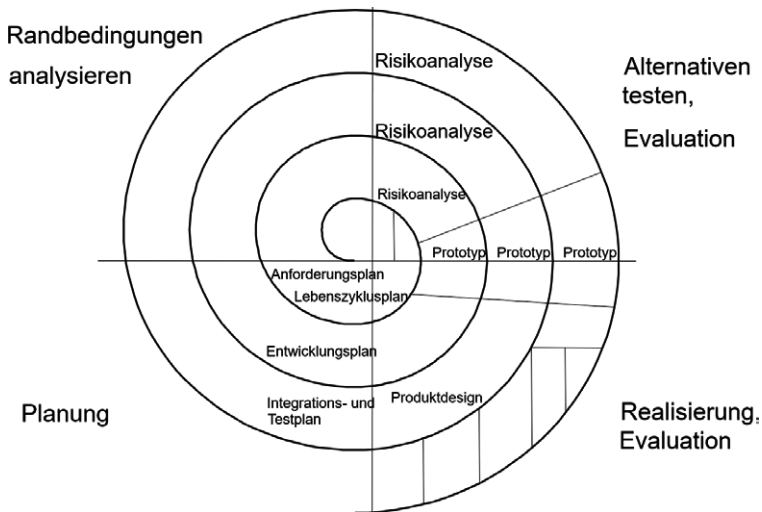 Randbedingungen
analysieren
Risikoanalyse
Alternativen
testen,
Evaluation
Risikoanalyse
Risikoanalyse
Prototyp
Prototyp
Prototyp
Anforderungsplan
Lebenszyklusplan
Entwicklungsplan
Integrations- und
Testplan
Produktdesign
Planung
Realisierung,
Evaluation